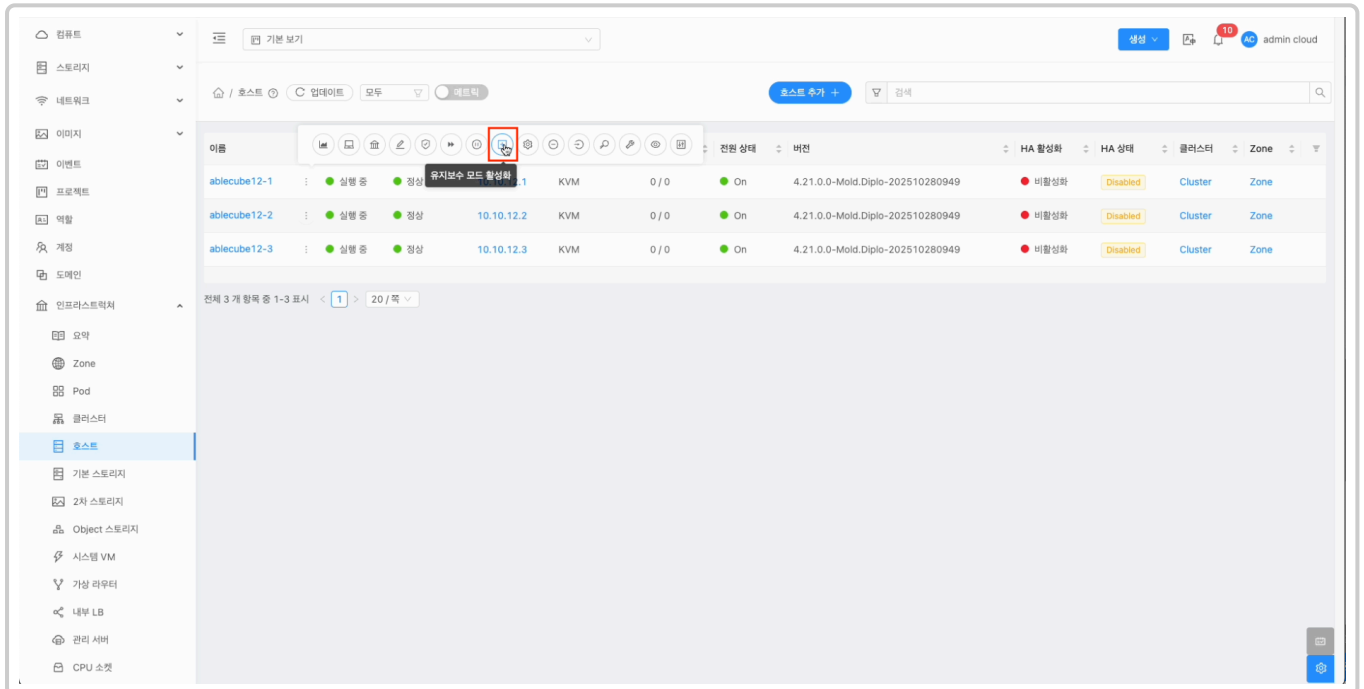 컴퓨트
기본 보기
생성
10
AC
admin cloud
스토리지
네트워크
/ 호스트
업데이트
모두
메트릭
호스트 추가 +
검색
이미지
이벤트
프로젝트
역할
계정
도메인
인프라스트럭쳐
요약
Zone
Pod
클러스터
호스트
기본 스토리지
2차 스토리지
Object 스토리지
시스템 VM
가상 라우터
내부 LB
관리 서버
CPU 소켓
이름 전원 상태 버전 HA 활성화 HA 상태 클러스터 Zone
유지보수 모드 활성화
ablecube12-1 실행 중 정상 .1 KVM 0 / 0 On 4.21.0.0-Mold.Diplo-202510280949 비활성화 Disabled Cluster Zone
ablecube12-2 실행 중 정상 10.10.12.2 KVM 0 / 0 On 4.21.0.0-Mold.Diplo-202510280949 비활성화 Disabled Cluster Zone
ablecube12-3 실행 중 정상 10.10.12.3 KVM 0 / 0 On 4.21.0.0-Mold.Diplo-202510280949 비활성화 Disabled Cluster Zone
전체 3 개 항목 중 1-3 표시 < 1 > 20 / 쪽